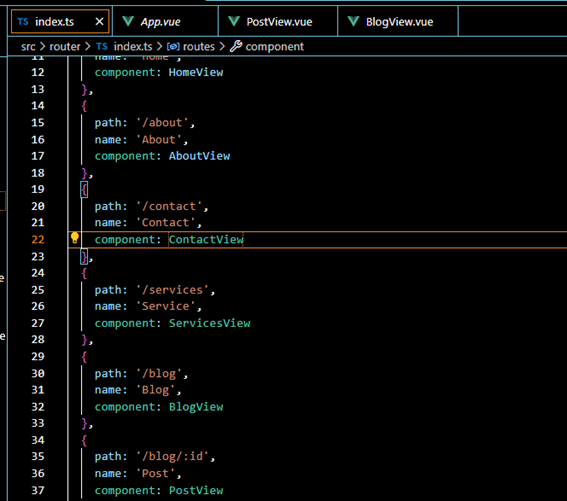 TS index.ts ×
App.vue
PostView.vue
BlogView.vue
src > router > TS index.ts > routes > component
11 name: 'Home',
12 component: HomeView
13 },
14 {
15 path: '/about',
16 name: 'About',
17 component: AboutView
18 },
19 {
20 path: '/contact',
21 name: 'Contact',
22 component: ContactView
23 },
24 {
25 path: '/services',
26 name: 'Service',
27 component: ServicesView
28 },
29 {
30 path: '/blog',
31 name: 'Blog',
32 component: BlogView
33 },
34 {
35 path: '/blog/:id',
36 name: 'Post',
37 component: PostView